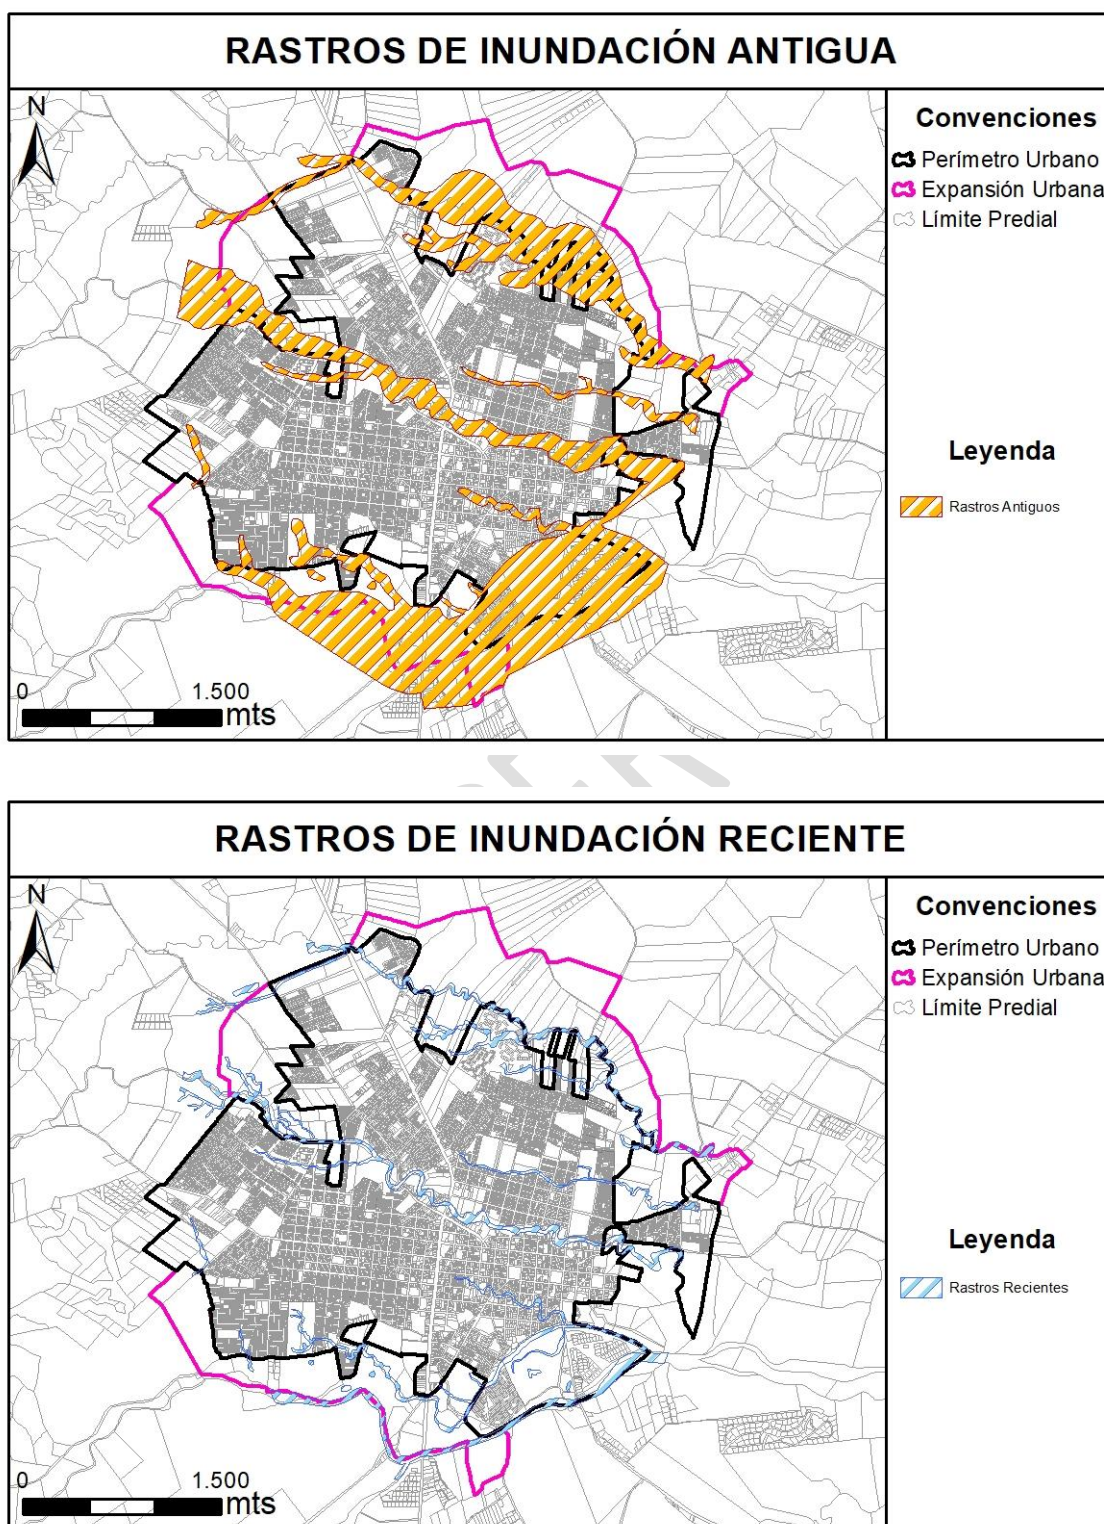 RASTROS DE INUNDACIÓN ANTIGUA
N
Convenciones
Perímetro Urbano
Expansión Urbana
Límite Predial
Leyenda
Rastros Antiguos
0 1.500
mts
RASTROS DE INUNDACIÓN RECIENTE
N
Convenciones
Perímetro Urbano
Expansión Urbana
Límite Predial
Leyenda
Rastros Recientes
0 1.500
mts